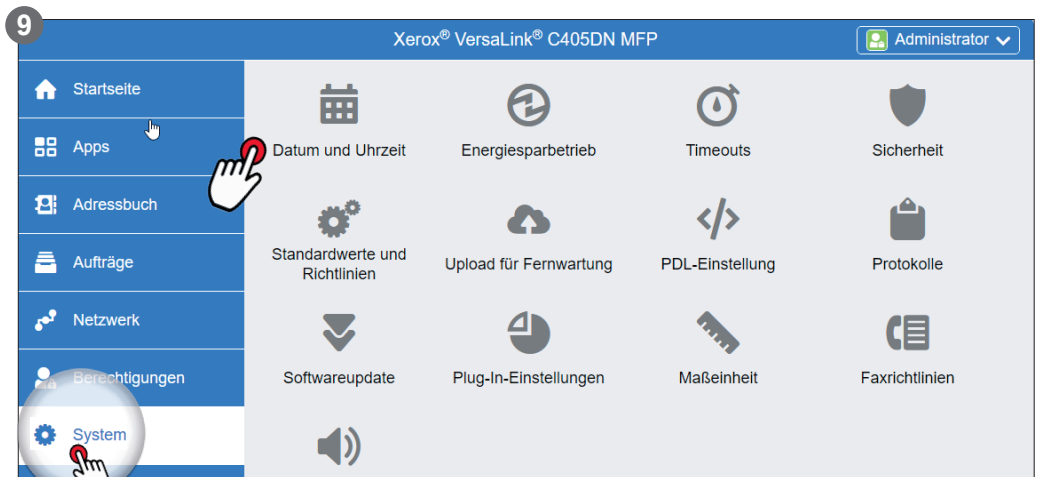 9
Xerox® VersaLink® C405DN MFP
Administrator
Startseite
Apps
Adressbuch
Aufträge
Netzwerk
Berechtigungen
System
Datum und Uhrzeit
Energiesparbetrieb
Timeouts
Sicherheit
Standardwerte und
Richtlinien
Upload für Fernwartung
PDL-Einstellung
Protokolle
Softwareupdate
Plug-In-Einstellungen
Maßeinheit
Faxrichtlinien